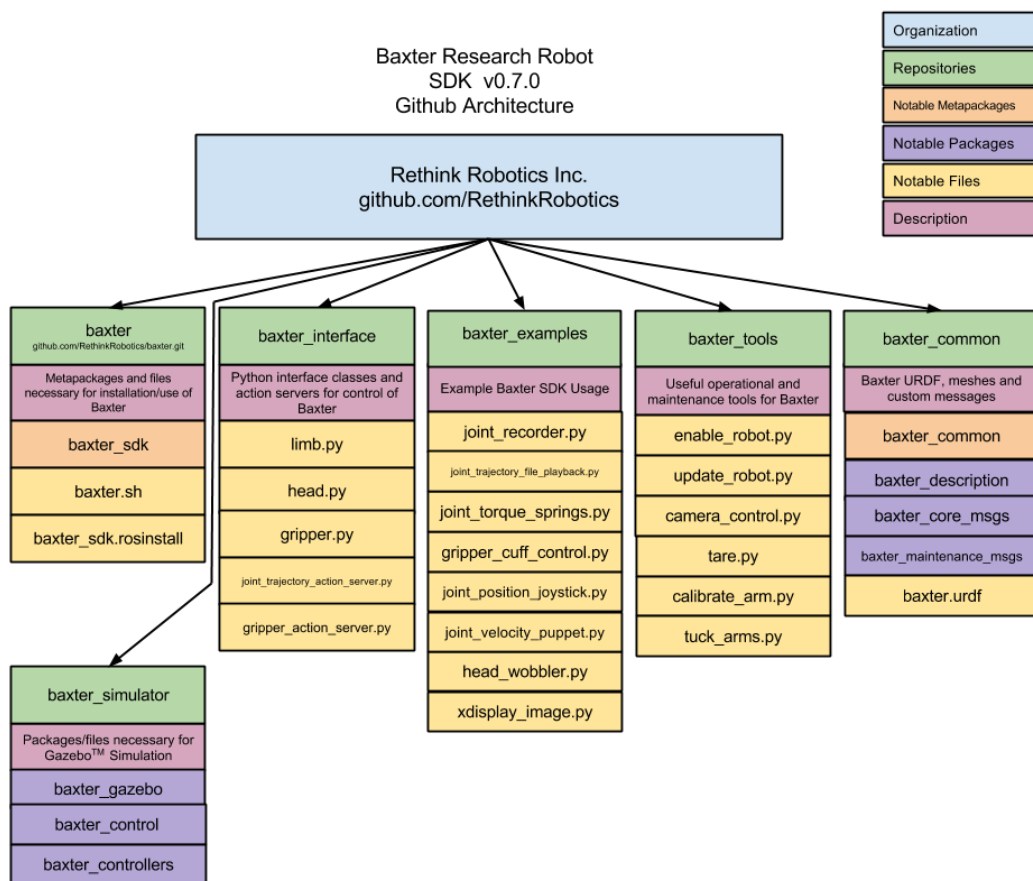 Baxter Research Robot
SDK v0.7.0
Github Architecture
Organization
Repositories
Notable Metapackages
Notable Packages
Notable Files
Description
Rethink Robotics Inc.
github.com/RethinkRobotics
baxter
github.com/RethinkRobotics/baxter.git
Metapackages and files
necessary for installation/use of
Baxter
baxter_sdk
baxter.sh
baxter_sdk.rosinstall
baxter_interface
Python interface classes and
action servers for control of
Baxter
limb.py
head.py
gripper.py
joint_trajectory_action_server.py
gripper_action_server.py
baxter_examples
Example Baxter SDK Usage
joint_recorder.py
joint_trajectory_file_playback.py
joint_torque_springs.py
gripper_cuff_control.py
joint_position_joystick.py
joint_velocity_puppet.py
head_wobbler.py
xdisplay_image.py
baxter_tools
Useful operational and
maintenance tools for Baxter
enable_robot.py
update_robot.py
camera_control.py
tare.py
calibrate_arm.py
tuck_arms.py
baxter_common
Baxter URDF, meshes and
custom messages
baxter_common
baxter_description
baxter_core_msgs
baxter_maintenance_msgs
baxter.urdf
baxter_simulator
Packages/files necessary for
Gazebo™ Simulation
baxter_gazebo
baxter_control
baxter_controllers